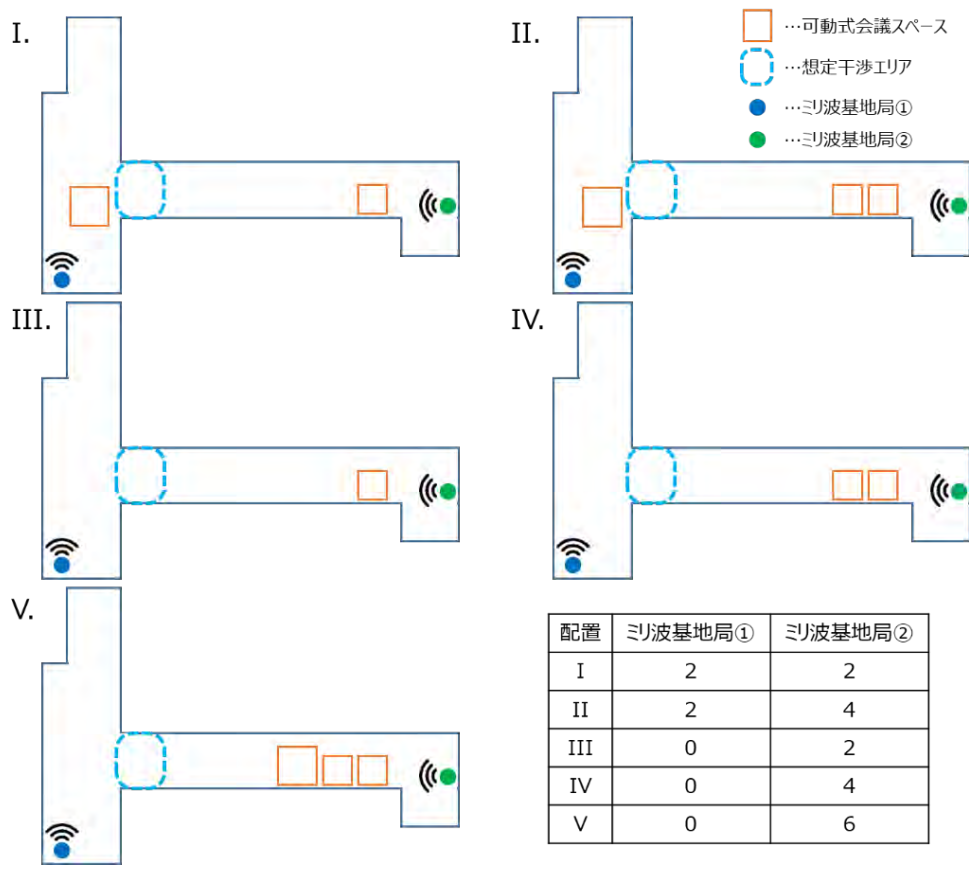 I.
II.
…可動式会議スペース
…想定干渉エリア
…ミリ波基地局①
…ミリ波基地局②
III.
IV.
V.
配置 ミリ波基地局① ミリ波基地局②
I 2 2
II 2 4
III 0 2
IV 0 4
V 0 6